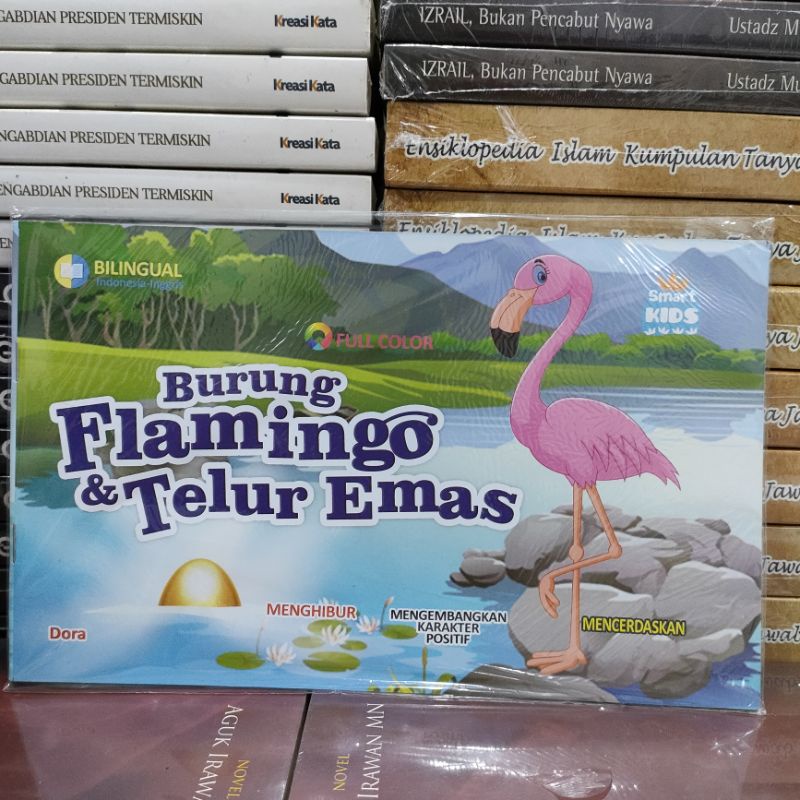 GABDIAN PRESIDEN TERMISKIN
Kreasi Kata
NGABDIAN PRESIDEN TERMISKIN
Kreasi Kata
NGABDIAN PRESIDEN TERMISKIN
Kreasi Kata
ENGABDIAN PRESIDEN TERMISKIN
Kreasi Kata
IZRAIL, Bukan Pencabut Nyawa
Ustadz Mu
IZRAIL, Bukan Pencabut Nyawa
Ustadz Mu
Ensiklopedia Islam Kumpulan Tanya
BILINGUAL
Indonesia-Inggris
Smart
KIDS
FULL COLOR
Burung
Flamingo
& Telur Emas
Dora
MENGHIBUR
MENGEMBANGKAN
KARAKTER
POSITIF
MENCERDASKAN
NOVEL
AGUK IRAWA
NOVEL
IRAWAN MN